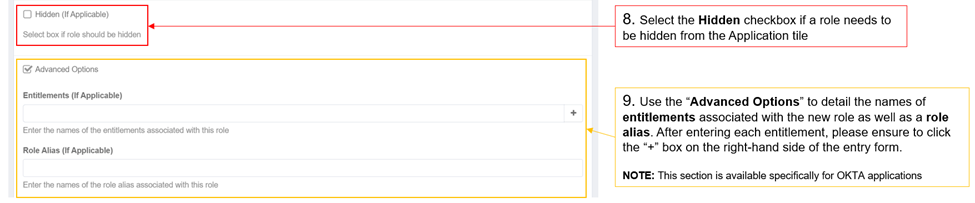 Hidden (If Applicable)
Select box if role should be hidden
8. Select the Hidden checkbox if a role needs to
be hidden from the Application tile
Advanced Options
Entitlements (If Applicable)
+
Enter the names of the entitlements associated with this role
Role Alias (If Applicable)
Enter the names of the role alias associated with this role
9. Use the “Advanced Options” to detail the names of
entitlements associated with the new role as well as a role
alias. After entering each entitlement, please ensure to click
the “+” box on the right-hand side of the entry form.
NOTE: This section is available specifically for OKTA applications